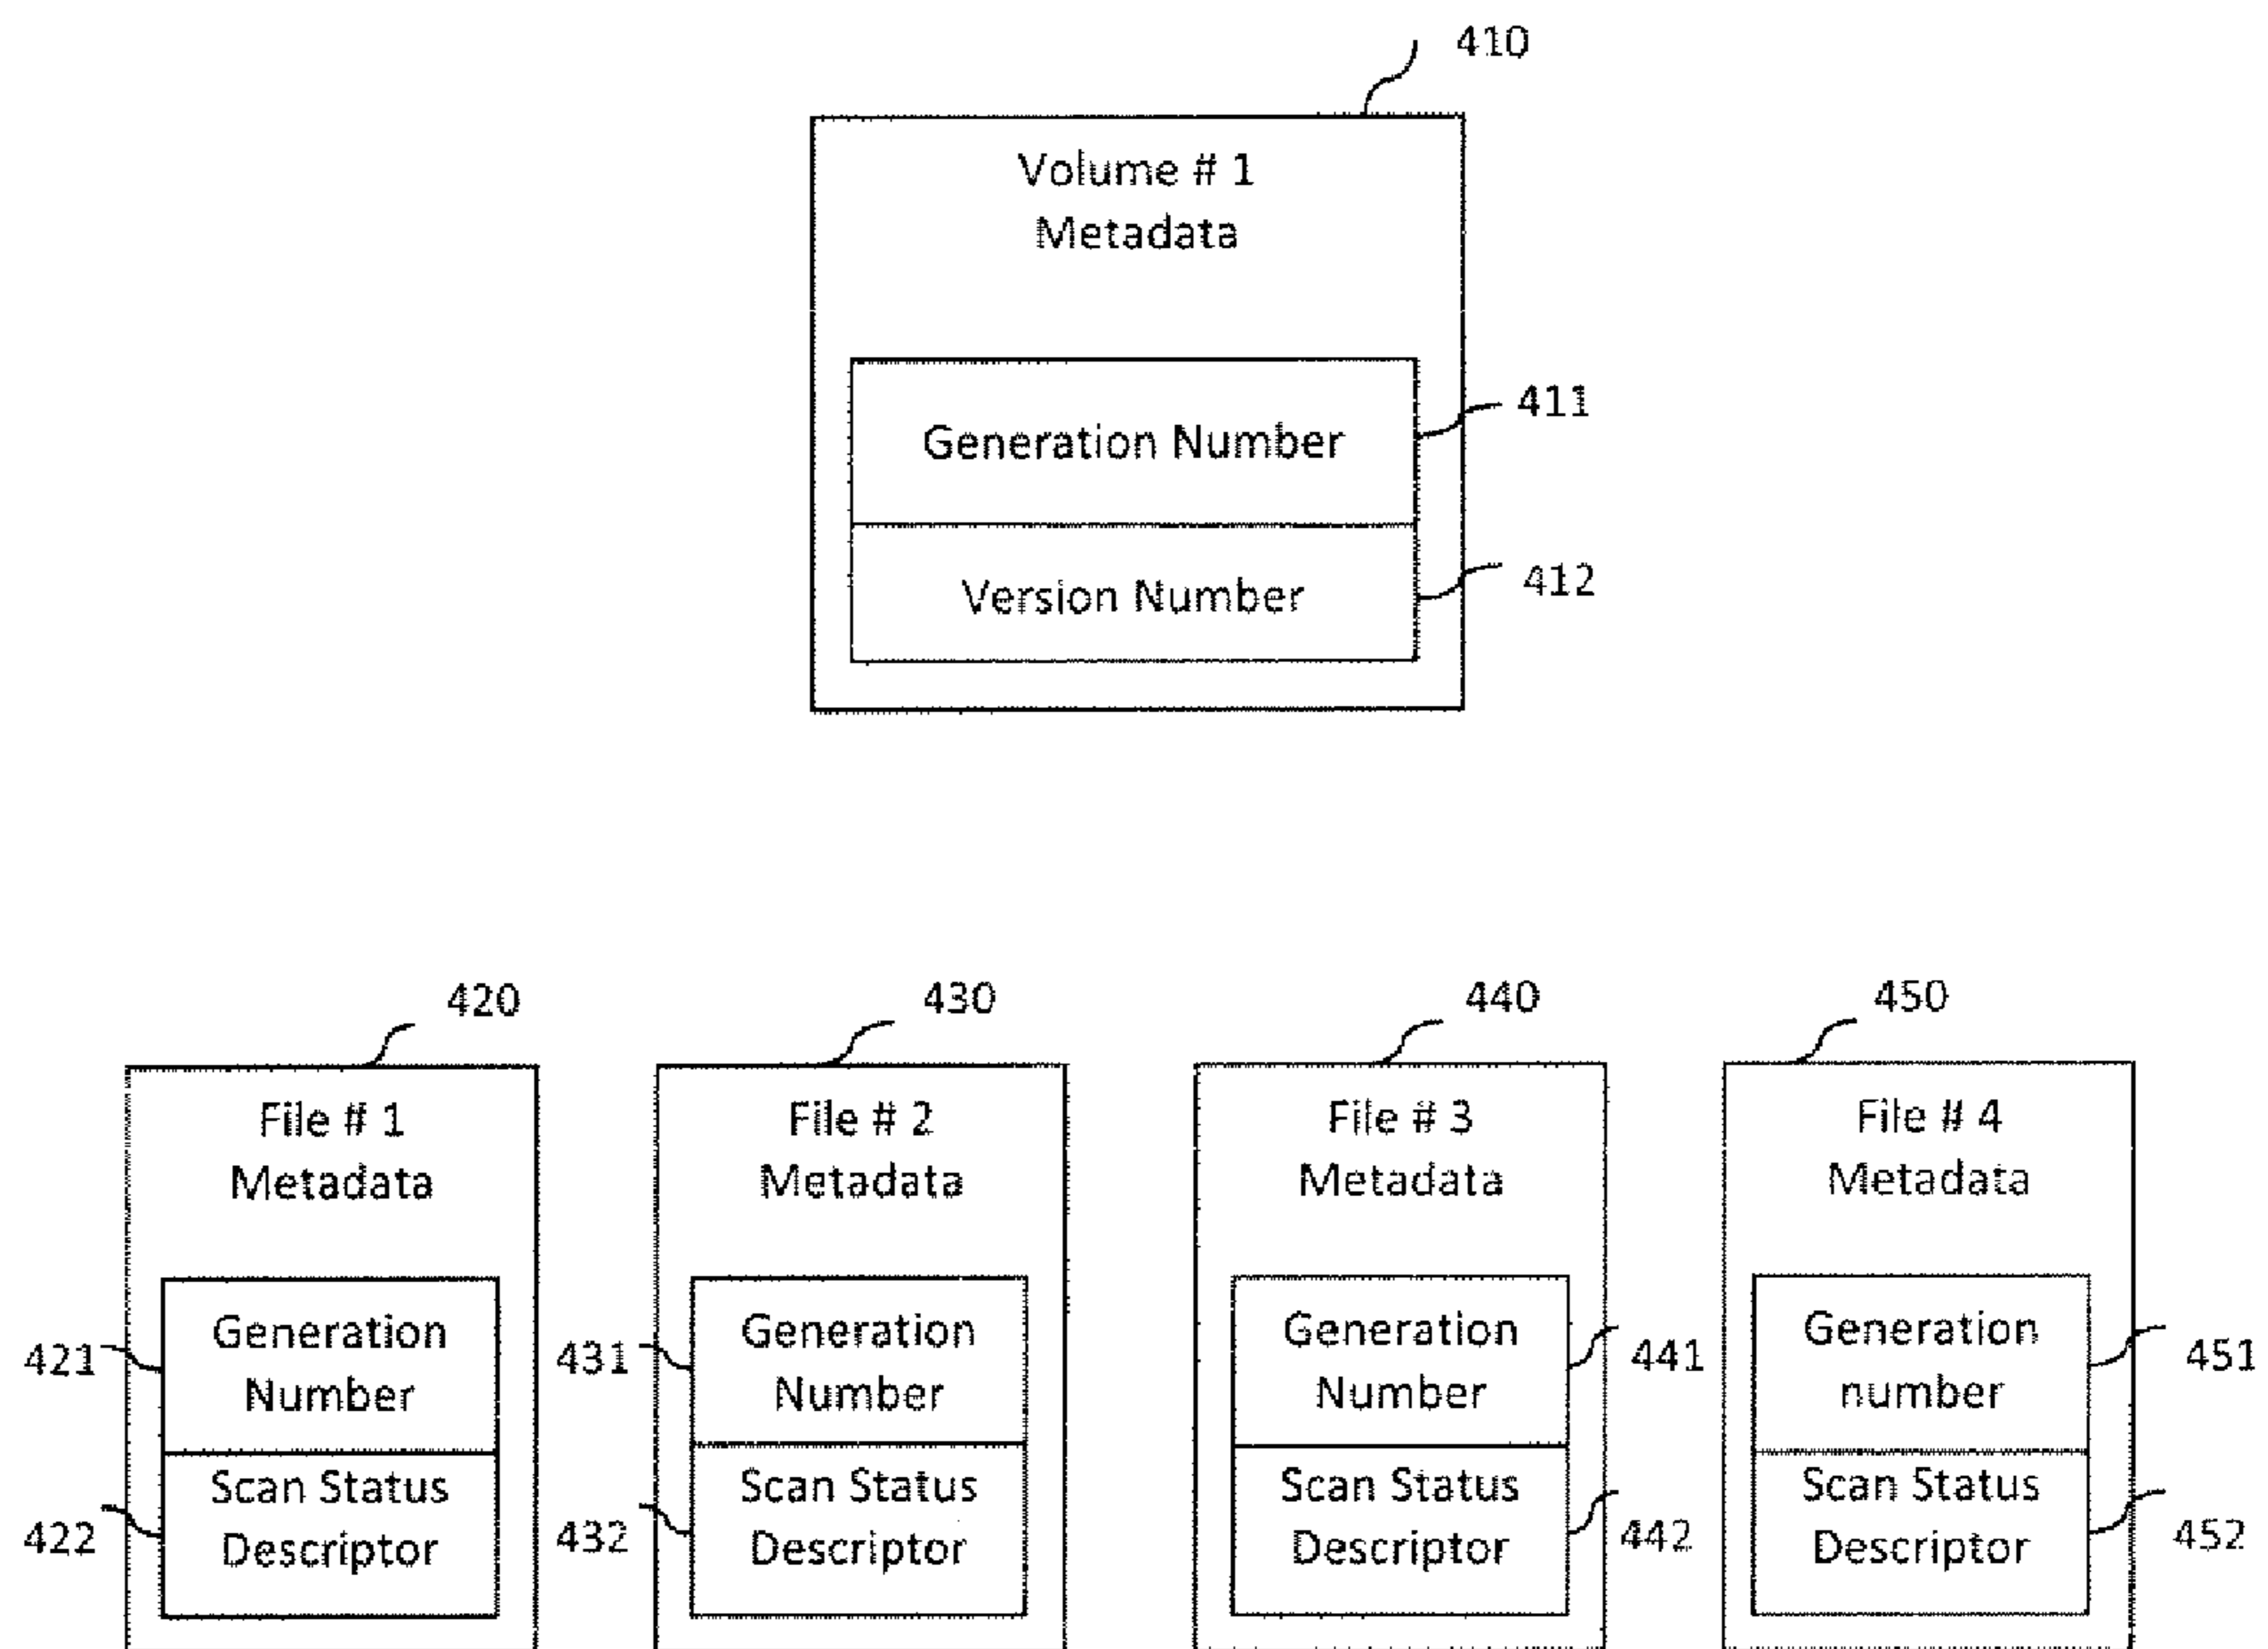 410
Volume # 1
Metadata
Generation Number
411
Version Number
412
420
File # 1
Metadata
421
Generation
Number
422
Scan Status
Descriptor
430
File # 2
Metadata
431
Generation
Number
432
Scan Status
Descriptor
440
File # 3
Metadata
Generation
Number
441
Scan Status
Descriptor
442
450
File # 4
Metadata
Generation
number
451
Scan Status
Descriptor
452